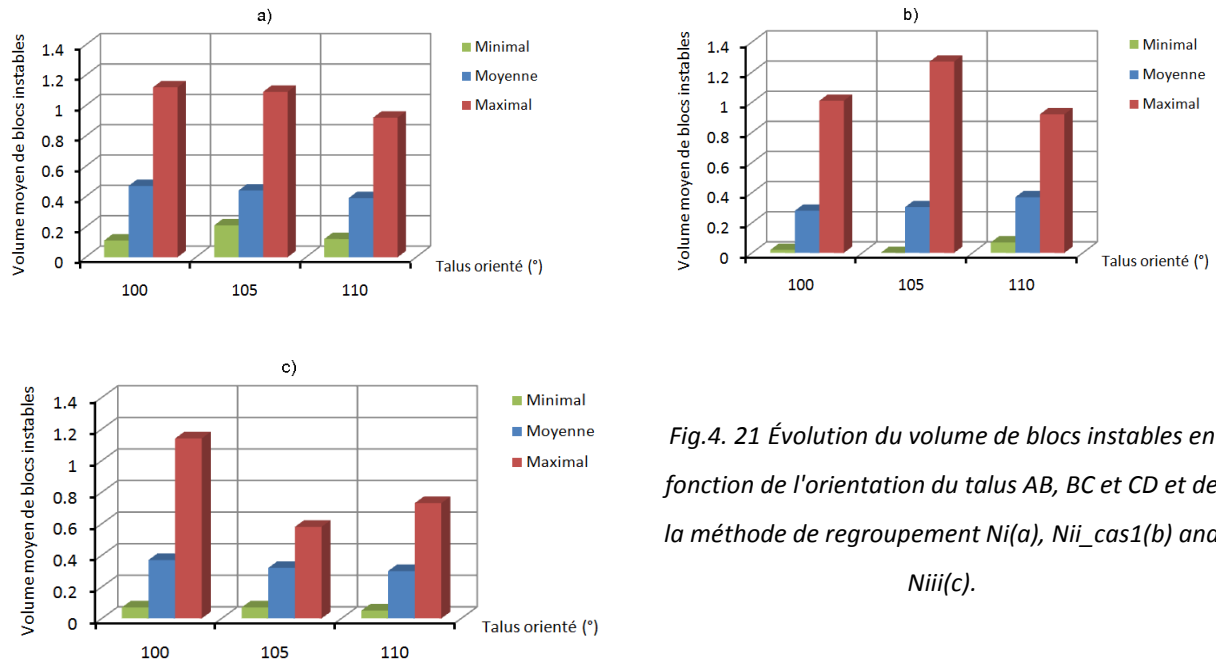 a)
Volume moyen de blocs instables
1.4
1.2
1
0.8
0.6
0.4
0.2
0
100
105
110
Talus orienté (°)
Minimal
Moyenne
Maximal
b)
Volume moyen de blocs instables
1.4
1.2
1
0.8
0.6
0.4
0.2
0
100
105
110
Talus orienté (°)
Minimal
Moyenne
Maximal
c)
Volume moyen de blocs instables
1.4
1.2
1
0.8
0.6
0.4
0.2
0
100
105
110
Talus orienté (°)
Minimal
Moyenne
Maximal
Fig.4. 21 Évolution du volume de blocs instables en
fonction de l'orientation du talus AB, BC et CD et de
la méthode de regroupement Ni(a), Nii_cas1(b) and
Niii(c).